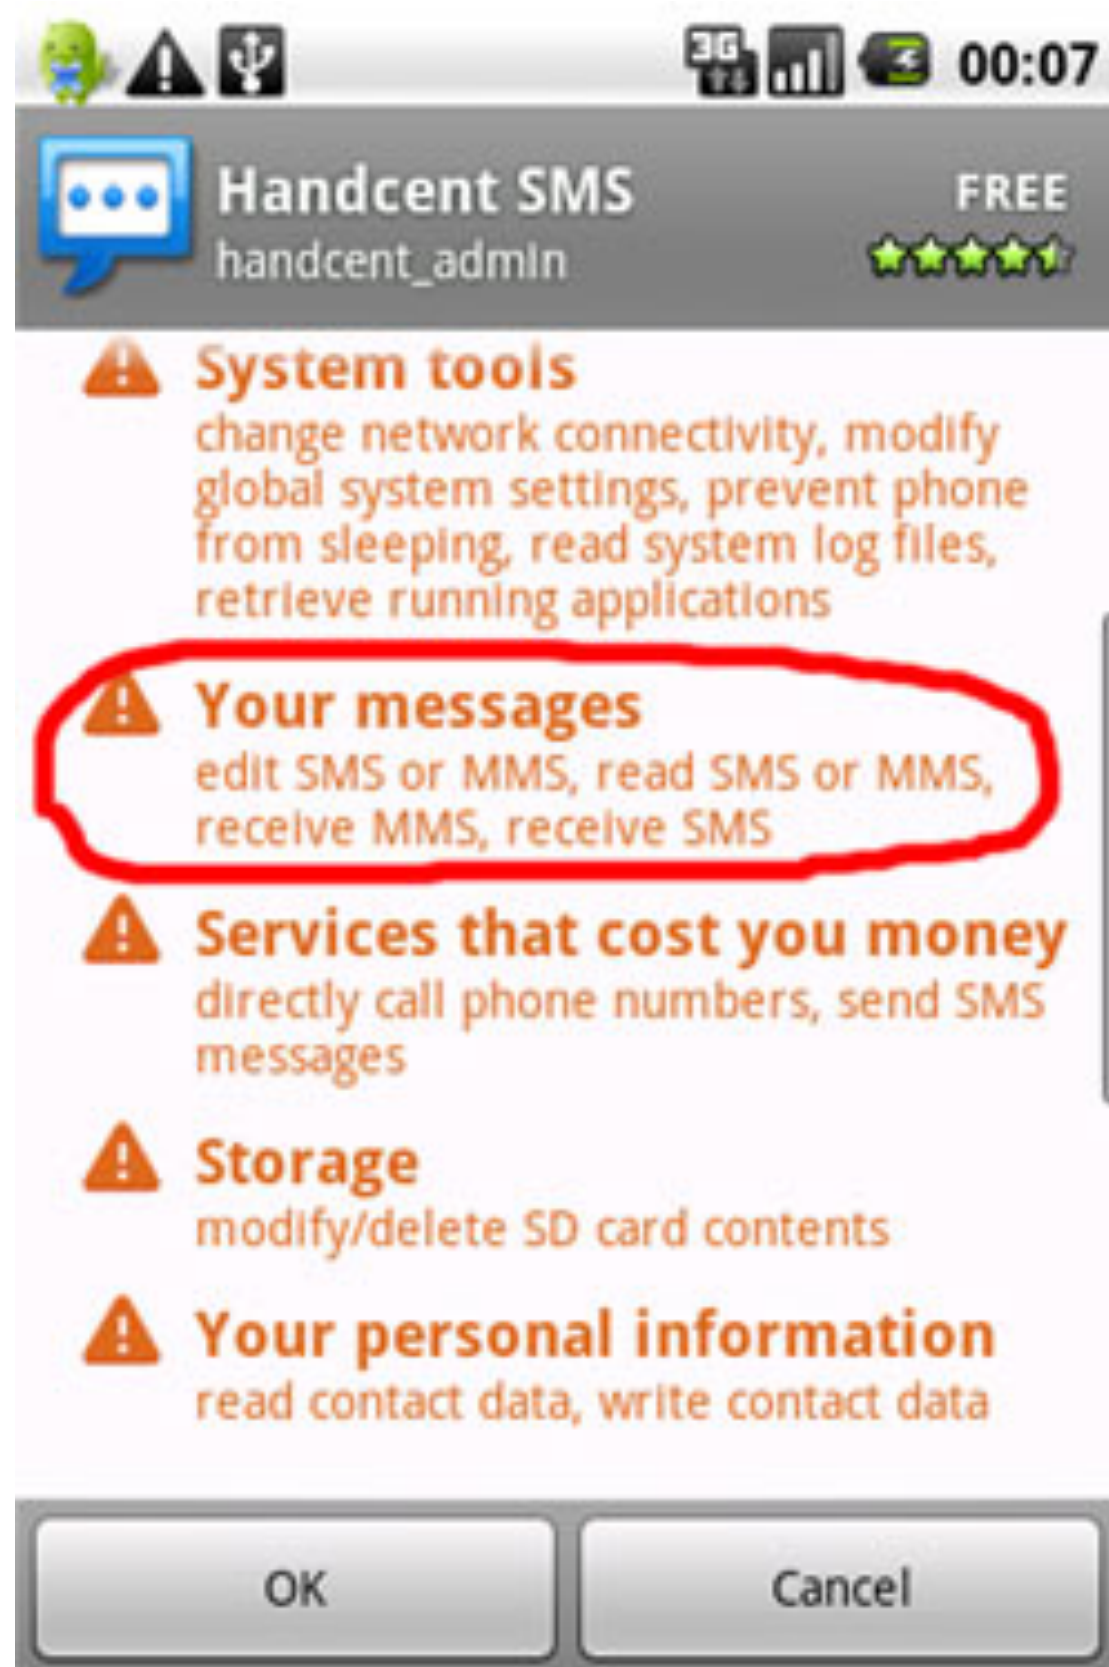 3G 00:07
Handcent SMS FREE
handcent_admin
System tools
change network connectivity, modify
global system settings, prevent phone
from sleeping, read system log files,
retrieve running applications
Your messages
edit SMS or MMS, read SMS or MMS,
receive MMS, receive SMS
Services that cost you money
directly call phone numbers, send SMS
messages
Storage
modify/delete SD card contents
Your personal information
read contact data, write contact data
OK Cancel